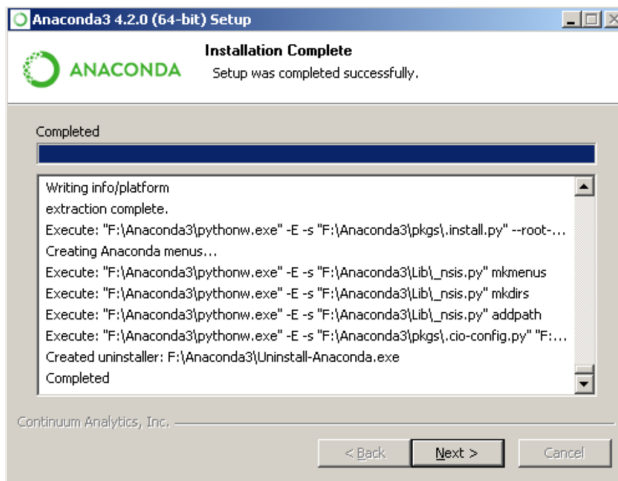 Anaconda3 4.2.0 (64-bit) Setup
ANACONDA
Installation Complete
Setup was completed successfully.
Completed
Writing info/platform
extraction complete.
Execute: "F:\Anaconda3\pythonw.exe" -E -s "F:\Anaconda3\pkgs\.install.py" --root-...
Creating Anaconda menus...
Execute: "F:\Anaconda3\pythonw.exe" -E -s "F:\Anaconda3\Lib\_nsis.py" mkmenus
Execute: "F:\Anaconda3\pythonw.exe" -E -s "F:\Anaconda3\Lib\_nsis.py" mkdirs
Execute: "F:\Anaconda3\pythonw.exe" -E -s "F:\Anaconda3\Lib\_nsis.py" addpath
Execute: "F:\Anaconda3\pythonw.exe" -E -s "F:\Anaconda3\pkgs\.cio-config.py" "F:...
Created uninstaller: F:\Anaconda3\Uninstall-Anaconda.exe
Completed
Continuum Analytics, Inc.
< Back Next > Cancel